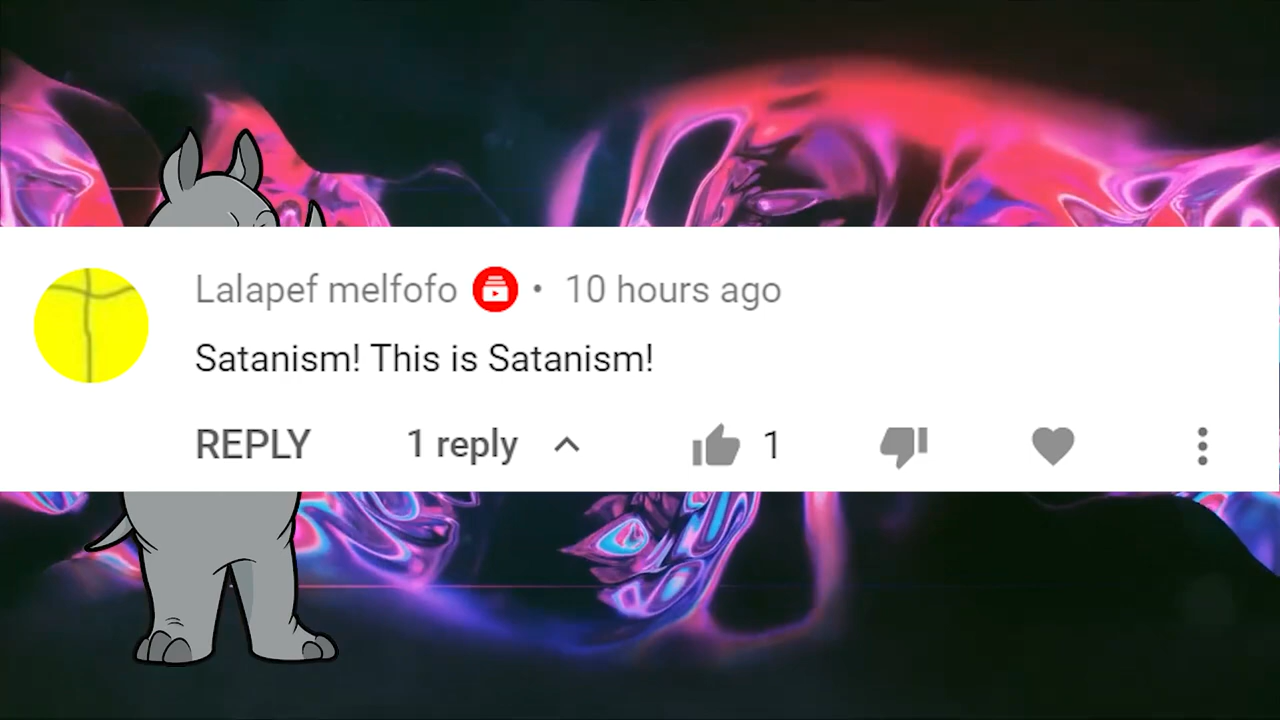 Lalapef melfofo • 10 hours ago
Satanism! This is Satanism!
REPLY 1 reply 1